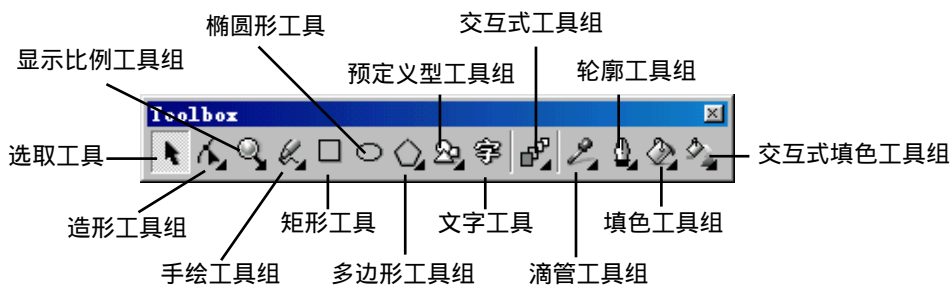 椭圆形工具
交互式工具组
显示比例工具组
预定义型工具组
轮廓工具组
Toolbox
字
选取工具
交互式填色工具组
造形工具组
矩形工具
文字工具
填色工具组
手绘工具组
多边形工具组
滴管工具组